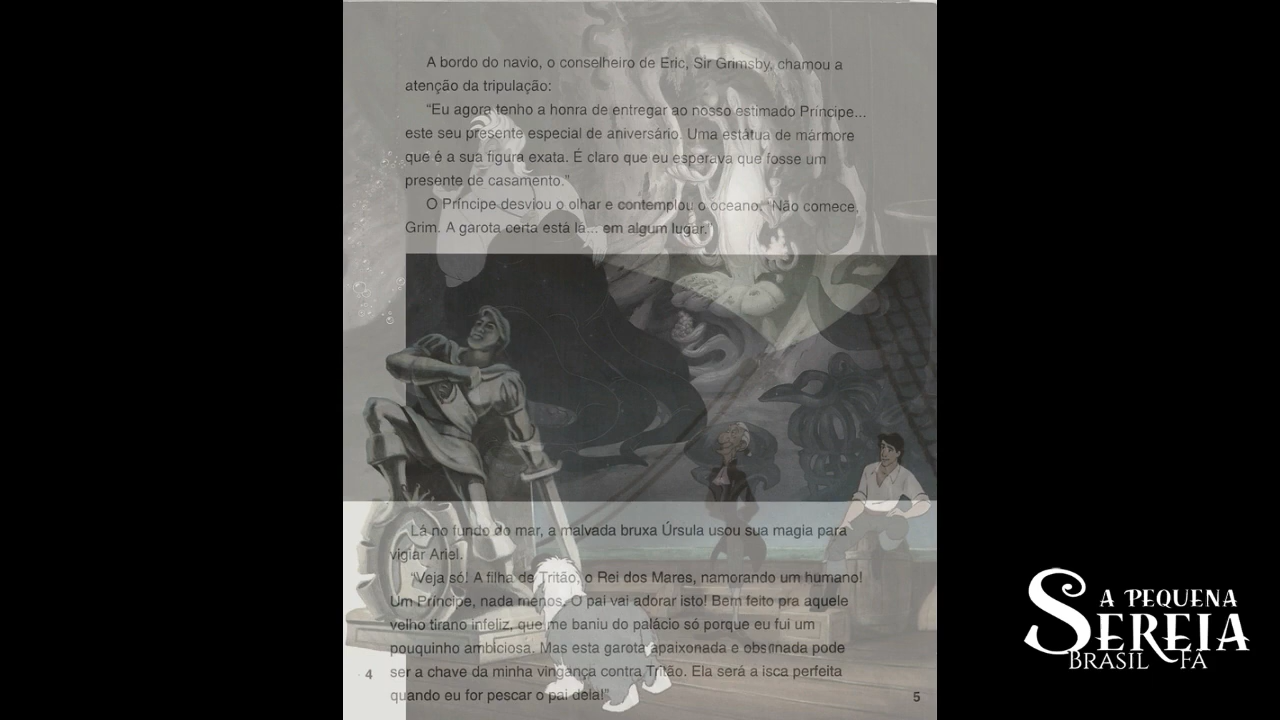 A bordo do navio, o conselheiro de Eric, Sir Grimsby, chamou a
atenção da tripulação:
“Eu agora tenho a honra de entregar ao nosso estimado Príncipe...
este seu presente especial de aniversário. Uma estátua de mármore
que é a sua figura exata. É claro que eu esperava que fosse um
presente de casamento.”
O Príncipe desviou o olhar e contemplou o oceano. “Não comece,
Grim. A garota certa está lá... em algum lugar.”
Lá no fundo do mar, a malvada bruxa Úrsula usou sua magia para
vigiar Ariel.
“Veja só! A filha de Tritão, o Rei dos Mares, namorando um humano!
Um Príncipe, nada menos. O pai vai adorar isto! Bem feito pra aquele
velho tirano infeliz, que me baniu do palácio só porque eu fui um
pouquinho ambiciosa. Mas esta garota apaixonada e obstinada pode
ser a chave da minha vingança contra Tritão. Ela será a isca perfeita
quando eu for pescar o pai dela!”
4
5
A PEQUENA
SEREIA
BRASIL FÃ